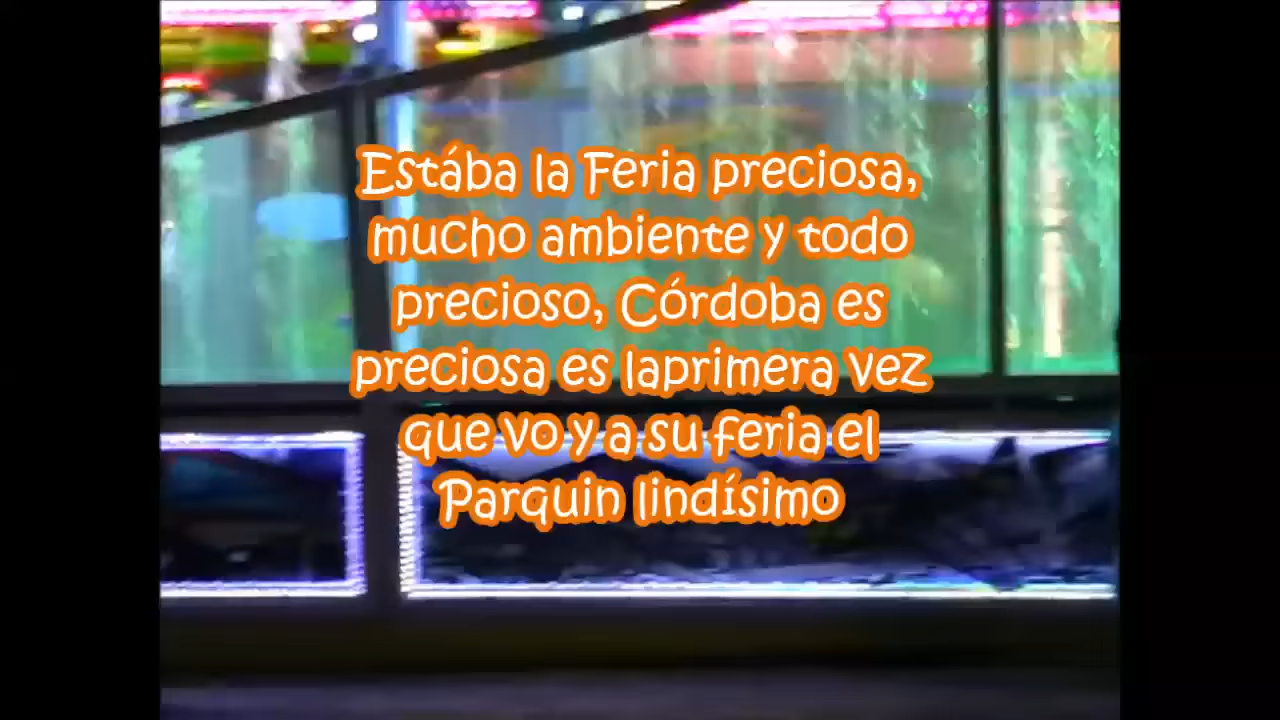 Estába la Feria preciosa,
mucho ambiente y todo
precioso, Córdoba es
preciosa es laprimera vez
que vo y a su feria el
Parquin lindísimo